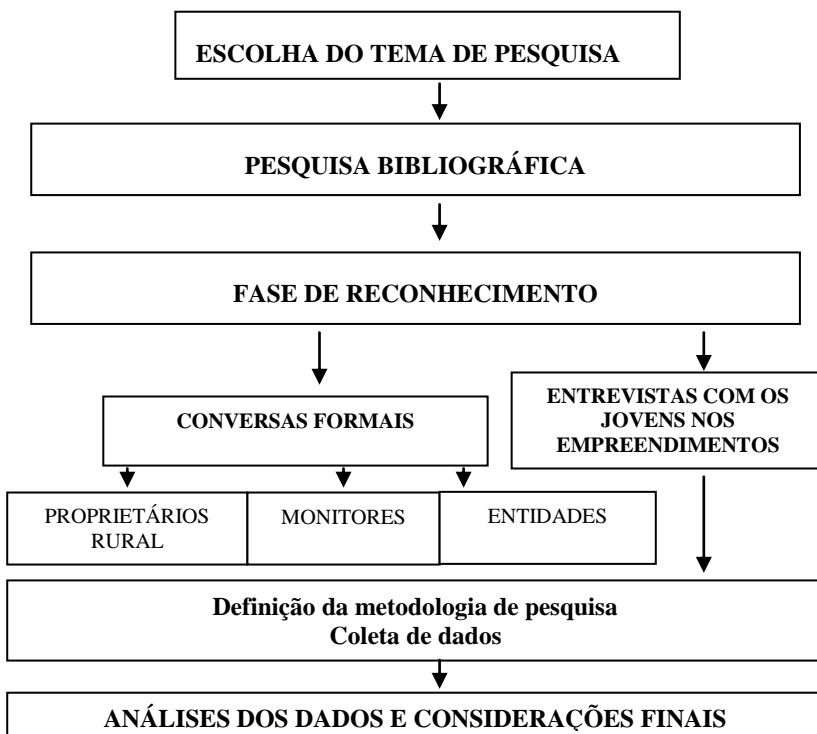 ESCOLHA DO TEMA DE PESQUISA
PESQUISA BIBLIOGRÁFICA
FASE DE RECONHECIMENTO
CONVERSAS FORMAIS
ENTREVISTAS COM OS
JOVENS NOS
EMPREENDIMENTOS
PROPRIETÁRIOS
RURAL
MONITORES
ENTIDADES
Definição da metodologia de pesquisa
Coleta de dados
ANÁLISES DOS DADOS E CONSIDERAÇÕES FINAIS